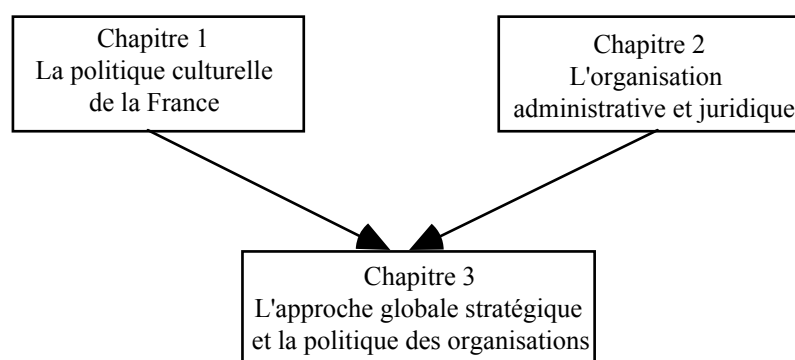 Chapitre 1
La politique culturelle
de la France
Chapitre 2
L'organisation
administrative et juridique
Chapitre 3
L'approche globale stratégique
et la politique des organisations